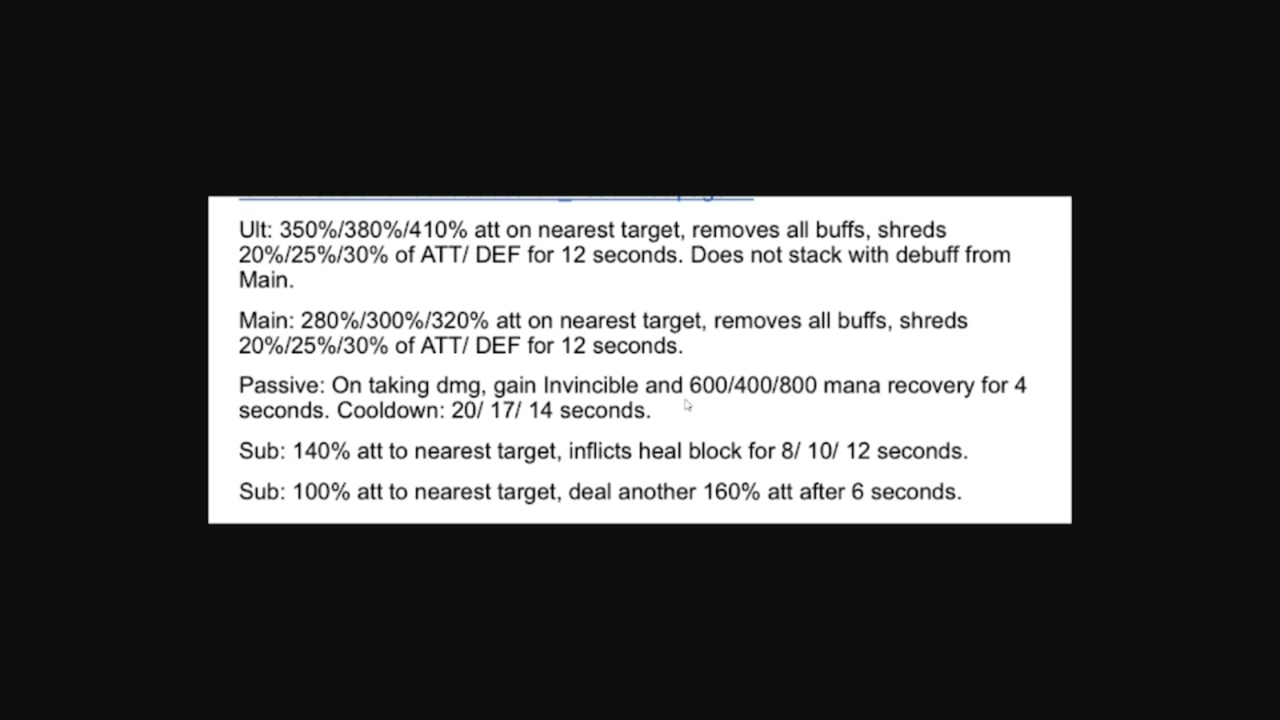 Ult: 350%/380%/410% att on nearest target, removes all buffs, shreds
20%/25%/30% of ATT/ DEF for 12 seconds. Does not stack with debuff from
Main.
Main: 280%/300%/320% att on nearest target, removes all buffs, shreds
20%/25%/30% of ATT/ DEF for 12 seconds.
Passive: On taking dmg, gain Invincible and 600/400/800 mana recovery for 4
seconds. Cooldown: 20/ 17/ 14 seconds.
Sub: 140% att to nearest target, inflicts heal block for 8/ 10/ 12 seconds.
Sub: 100% att to nearest target, deal another 160% att after 6 seconds.